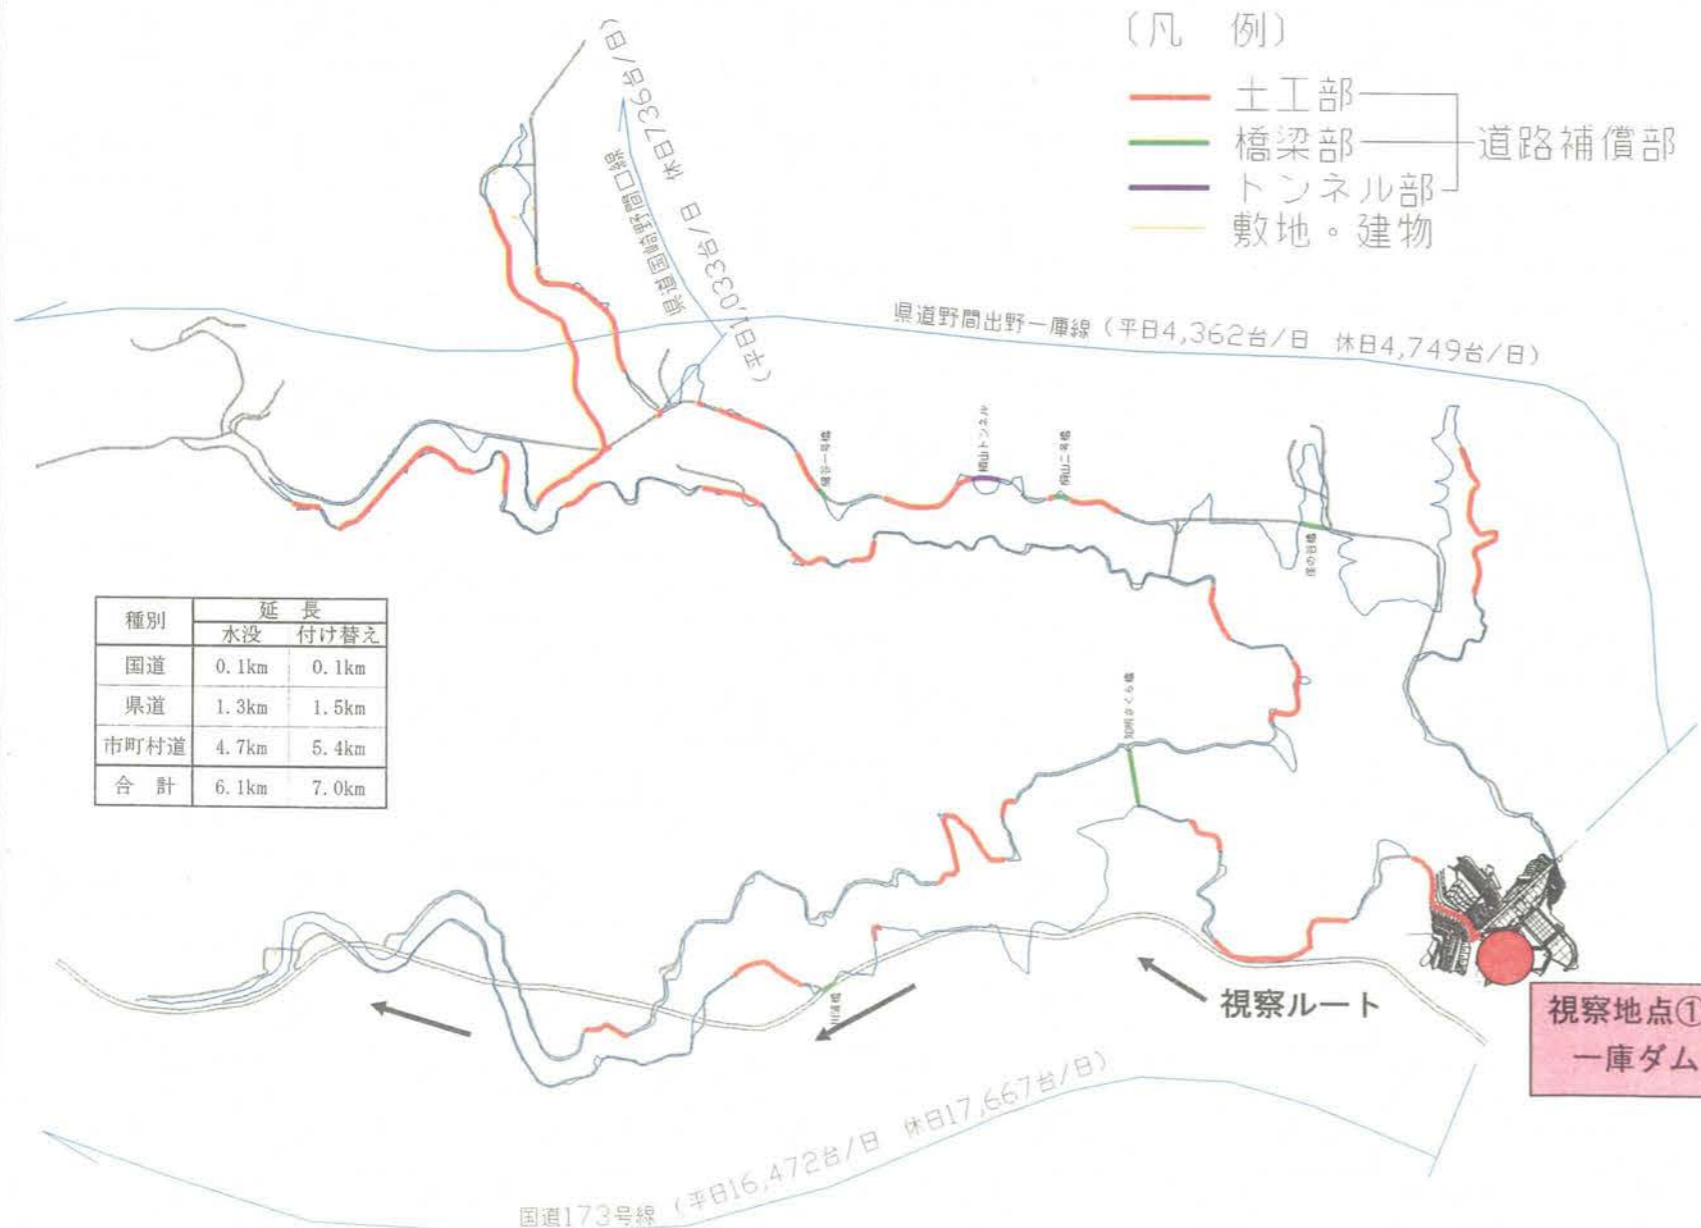 (凡 例)
土工部
橋梁部
トンネル部
敷地・建物
道路補償部
県道国崎野間口線
(平日1,033台/日 休日736台/日)
県道野間出野一庫線 (平日4,362台/日 休日4,749台/日)
種別 延 長
水没 付け替え
国道 0.1km 0.1km
県道 1.3km 1.5km
市町村道 4.7km 5.4km
合 計 6.1km 7.0km
視察ルート
視察地点①
一庫ダム
国道173号線 (平日16,472台/日 休日17,667台/日)